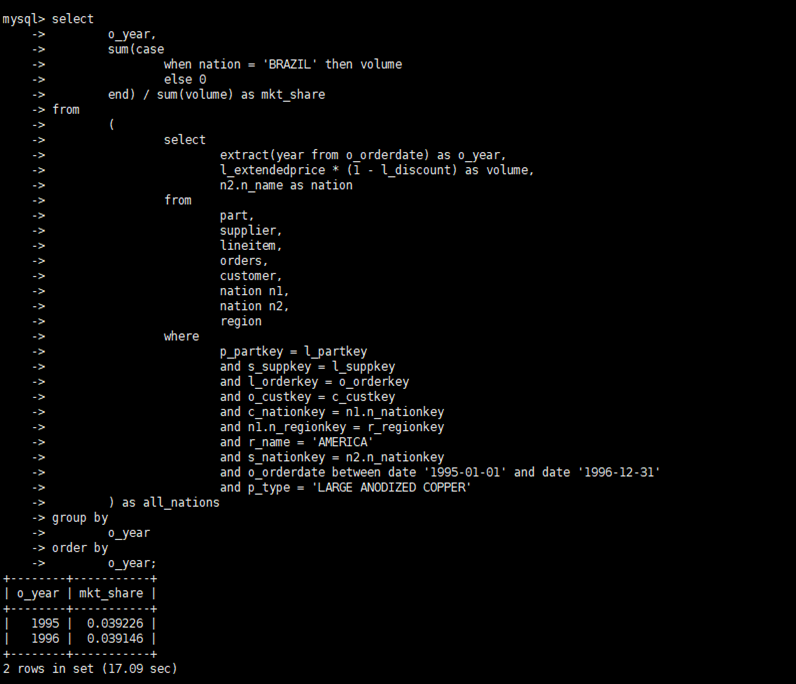 mysql> select
    ->         o_year,
    ->         sum(case
    ->                 when nation = 'BRAZIL' then volume
    ->                 else 0
    ->         end) / sum(volume) as mkt_share
    -> from
    ->         (
    ->                 select
    ->                         extract(year from o_orderdate) as o_year,
    ->                         l_extendedprice * (1 - l_discount) as volume,
    ->                         n2.n_name as nation
    ->                 from
    ->                         part,
    ->                         supplier,
    ->                         lineitem,
    ->                         orders,
    ->                         customer,
    ->                         nation n1,
    ->                         nation n2,
    ->                         region
    ->                 where
    ->                         p_partkey = l_partkey
    ->                         and s_suppkey = l_suppkey
    ->                         and l_orderkey = o_orderkey
    ->                         and o_custkey = c_custkey
    ->                         and c_nationkey = n1.n_nationkey
    ->                         and n1.n_regionkey = r_regionkey
    ->                         and r_name = 'AMERICA'
    ->                         and s_nationkey = n2.n_nationkey
    ->                         and o_orderdate between date '1995-01-01' and date '1996-12-31'
    ->                         and p_type = 'LARGE ANODIZED COPPER'
    ->         ) as all_nations
    -> group by
    ->         o_year
    -> order by
    ->         o_year;
+--------+-----------+
| o_year | mkt_share |
+--------+-----------+
|   1995 |  0.039226 |
|   1996 |  0.039146 |
+--------+-----------+
2 rows in set (17.09 sec)